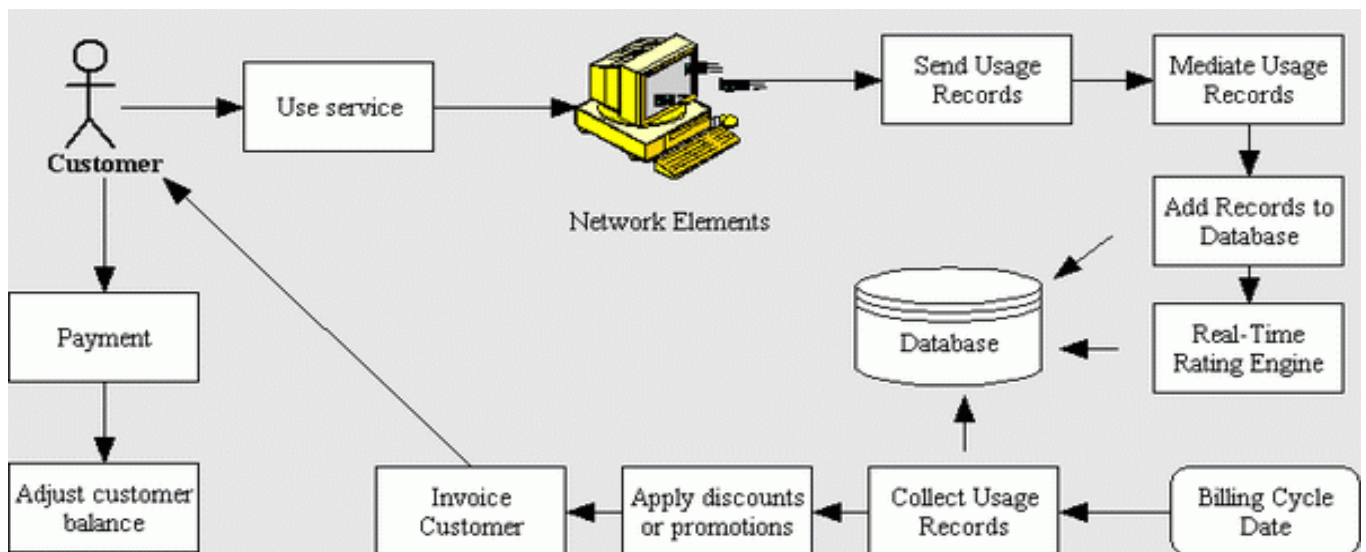 Customer
Use service
Network Elements
Send Usage
Records
Mediate Usage
Records
Add Records to
Database
Real-Time
Rating Engine
Database
Payment
Adjust customer
balance
Invoice
Customer
Apply discounts
or promotions
Collect Usage
Records
Billing Cycle
Date